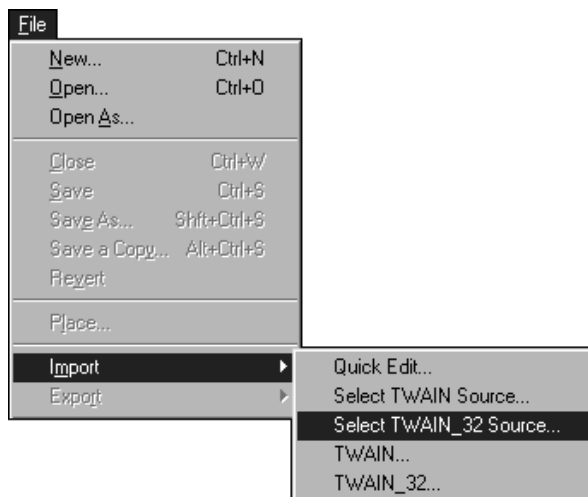 File
New... Ctrl+N
Open... Ctrl+O
Open As...
Close Ctrl+W
Save Ctrl+S
Save As... Shft+Ctrl+S
Save a Copy... Alt+Ctrl+S
Revert
Place...
Import
Quick Edit...
Export
Select TWAIN Source...
Select TWAIN_32 Source...
TWAIN...
TWAIN_32...